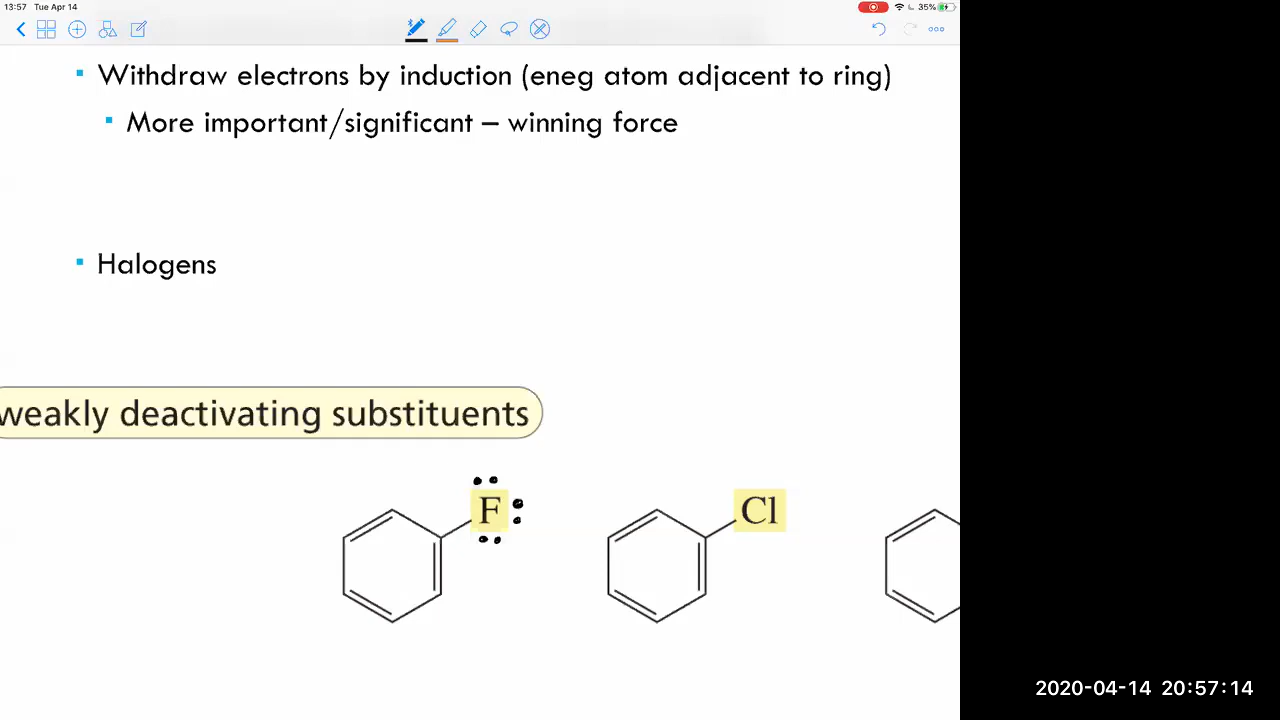 13:57 Tue Apr 14
35%
Withdraw electrons by induction (eneg atom adjacent to ring)
More important/significant – winning force
Halogens
weakly deactivating substituents
F
Cl
2020-04-14 20:57:14